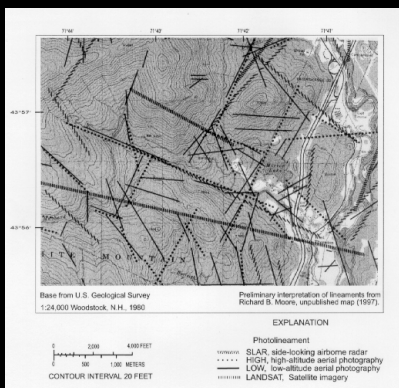 71°44' 71°43' 71°42' 71°41'
43°57'
43°56'
ITE MOUNTAIN
Base from U.S. Geological Survey
1:24,000 Woodstock, N.H., 1980
Preliminary interpretation of lineaments from
Richard B. Moore, unpublished map (1997).
EXPLANATION
Photolineament
SLAR, side-looking airborne radar
HIGH, high-altitude aerial photography
LOW, low-altitude aerial photography
LANDSAT, Satellite imagery
0 2,000 4,000 FEET
0 500 1,000 METERS
CONTOUR INTERVAL 20 FEET